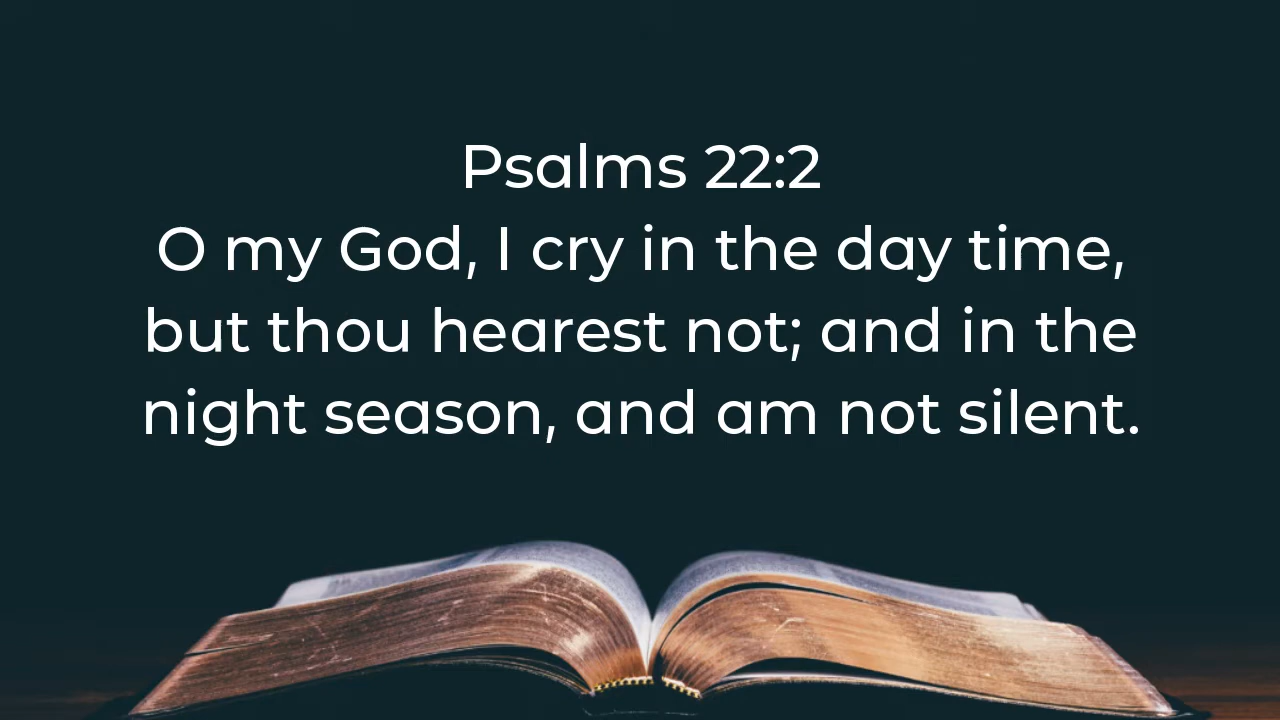 Psalms 22:2
O my God, I cry in the day time,
but thou hearest not; and in the
night season, and am not silent.